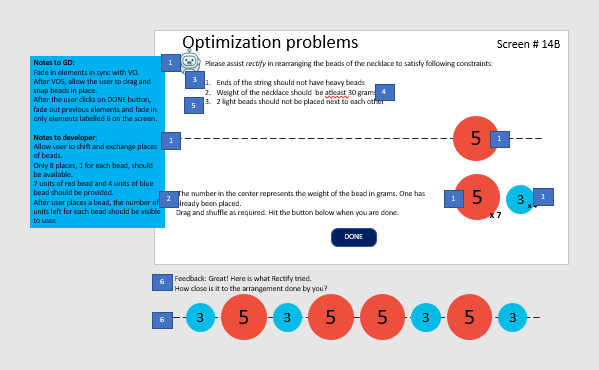 Optimization problems
Screen # 14B
Notes to GD:
Fade in elements in sync with VO.
After VO5, allow the user to drag and
snap beads in place.
After the user clicks on DONE button,
fade out previous elements and fade in
only elements labelled 6 on the screen.
Notes to developer:
Allow user to shift and exchange places
of beads.
Only 8 places, 1 for each bead, should
be available.
7 units of red bead and 4 units of blue
bead should be provided.
After user places a bead, the number of
units left for each bead should be visible
to user.
1
Please assist rectify in rearranging the beads of the necklace to satisfy following constraints:
3
1. Ends of the string should not have heavy beads
2. Weight of the necklace should be atleast 30 grams
4
5
3. 2 light beads should not be placed next to each other
1
5
1
2
The number in the center represents the weight of the bead in grams. One has
already been placed.
Drag and shuffle as required. Hit the button below when you are done.
1
5
x 7
3
1
DONE
6
Feedback: Great! Here is what Rectify tried.
How close is it to the arrangement done by you?
6
3 5 3 5 5 3 5 3